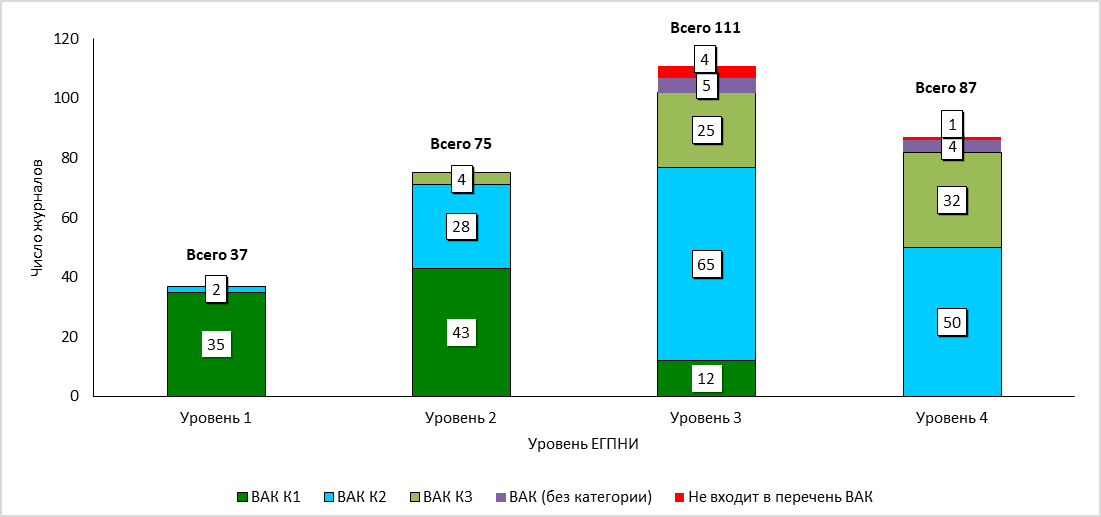 Всего 111
120
4
Всего 87
5
100
1
4
Всего 75
25
80
4
32
Число журналов
28
60
Всего 37
65
40
2
50
43
35
20
12
0
Уровень 1 Уровень 2 Уровень 3 Уровень 4
Уровень ЕГПНИ
ВАК К1 ВАК К2 ВАК К3 ВАК (без категории) Не входит в перечень ВАК